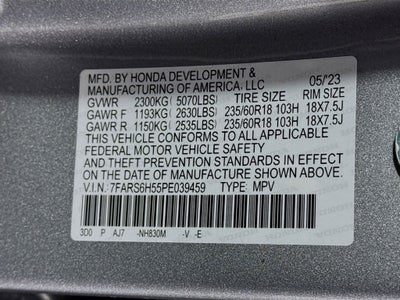 MFD. BY HONDA DEVELOPMENT &
MANUFACTURING OF AMERICA, LLC 05/'23
GVWR 2300KG (5070LBS) TIRE SIZE RIM SIZE
GAWR F 1193KG (2630LBS) 235/60R18 103H 18X7.5J
GAWR R 1150KG (2535LBS) 235/60R18 103H 18X7.5J
THIS VEHICLE CONFORMS TO ALL APPLICABLE
FEDERAL MOTOR VEHICLE SAFETY
STANDARDS IN EFFECT ON THE
DATE OF MANUFACTURE SHOWN ABOVE.
V.I.N. 7FARS6H55PE039459 TYPE: MPV
3D0 P AJ7 -NH830M -V -E